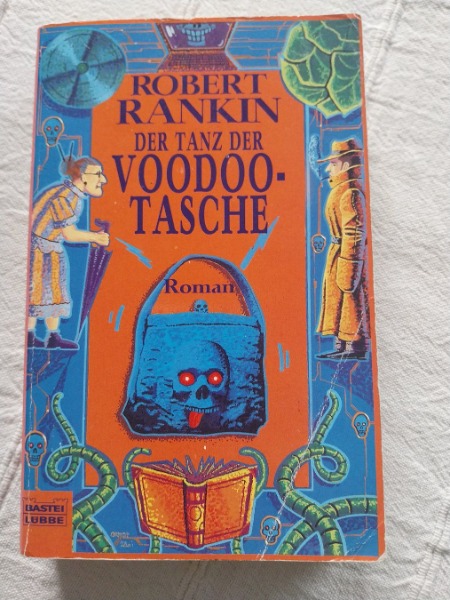 ROBERT
RANKIN
DER TANZ DER
VOODOO-
TASCHE
Roman
BASTEI
LÜBBE